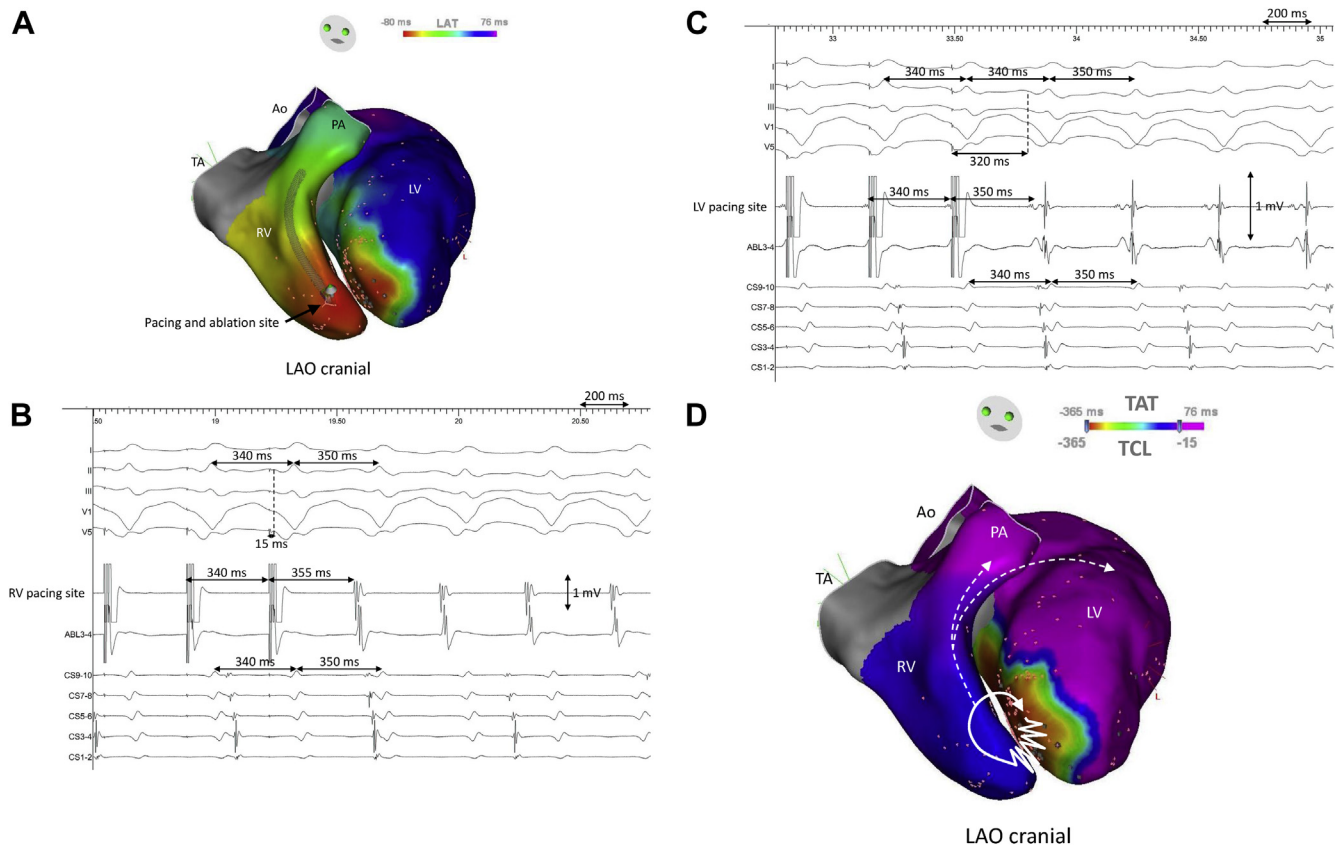 A
-80 ms LAT 76 ms
Ao
PA
TA
LV
RV
L
Pacing and ablation site
LAO cranial
B
200 ms
.50 19 19.50 20 20.50
I
340 ms 350 ms
II
III
V1
V5
15 ms
340 ms 355 ms
RV pacing site
1 mV
ABL3-4
340 ms 350 ms
CS9-10
CS7-8
CS5-6
CS3-4
CS1-2
C
200 ms
33 33.50 34 34.50 35
I
340 ms 340 ms 350 ms
II
III
V1
V5
320 ms
340 ms 350 ms
LV pacing site
1 mV
ABL3-4
340 ms 350 ms
CS9-10
CS7-8
CS5-6
CS3-4
CS1-2
D
-365 ms TAT 76 ms
-365 TCL -15
Ao
PA
TA
LV
RV
L
LAO cranial